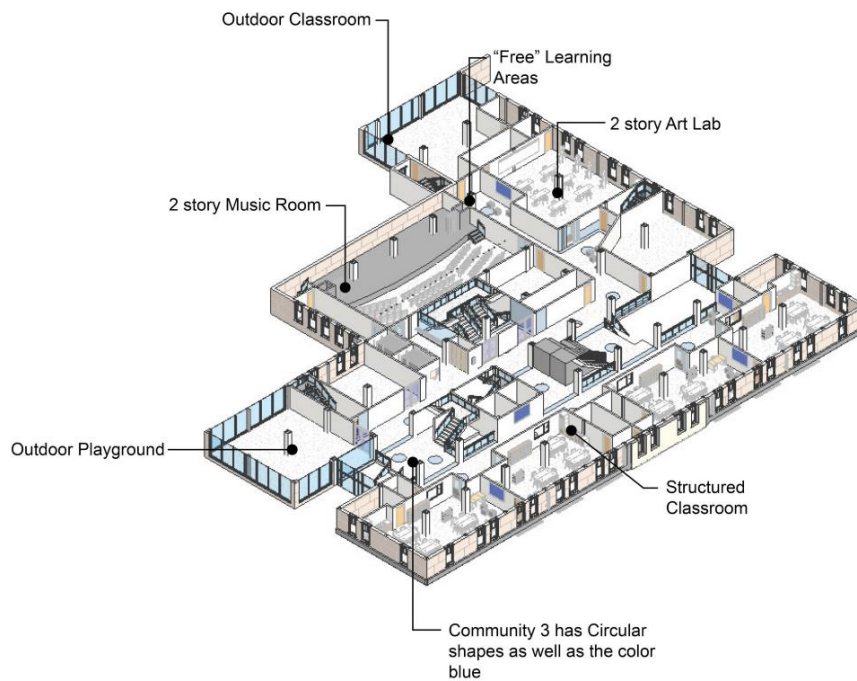 Outdoor Classroom
“Free” Learning
Areas
2 story Art Lab
2 story Music Room
Outdoor Playground
Structured
Classroom
Community 3 has Circular
shapes as well as the color
blue